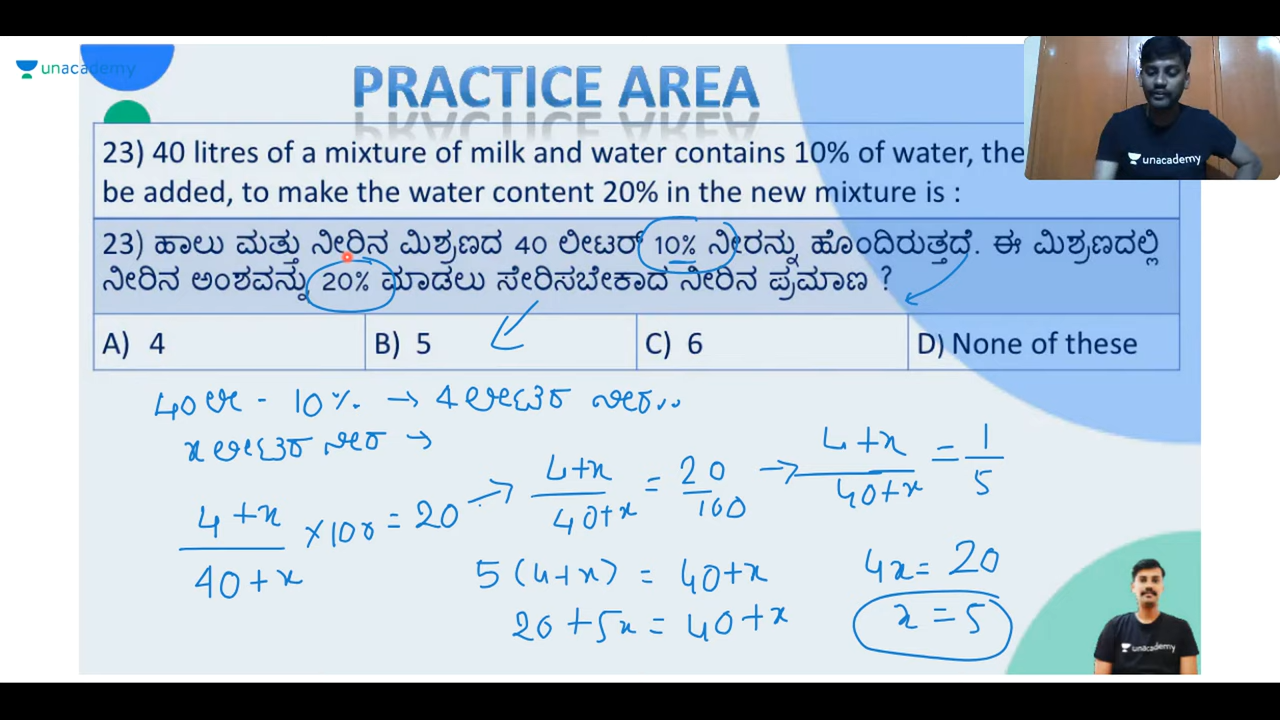 unacademy
PRACTICE AREA
23) 40 litres of a mixture of milk and water contains 10% of water, the
be added, to make the water content 20% in the new mixture is :
23) ಹಾಲು ಮತ್ತು ನೀರಿನ ಮಿಶ್ರಣದ 40 ಲೀಟರ್ 10% ನೀರನ್ನು ಹೊಂದಿರುತ್ತದೆ. ಈ ಮಿಶ್ರಣದಲ್ಲಿ
ನೀರಿನ ಅಂಶವನ್ನು 20% ಮಾಡಲು ಸೇರಿಸಬೇಕಾದ ನೀರಿನ ಪ್ರಮಾಣ ?
A) 4 B) 5 C) 6 D) None of these
40ಲೀ - 10% → 4 ಲೀಟರ ನೀರು..
x ಲೀಟರ ನೀರ →
4+x/40+x ×100 = 20 → 4+x/40+x = 20/100 → 4+x/40+x = 1/5
5(4+x) = 40+x
20+5x = 40+x
4x = 20
x = 5
unacademy
unacademy